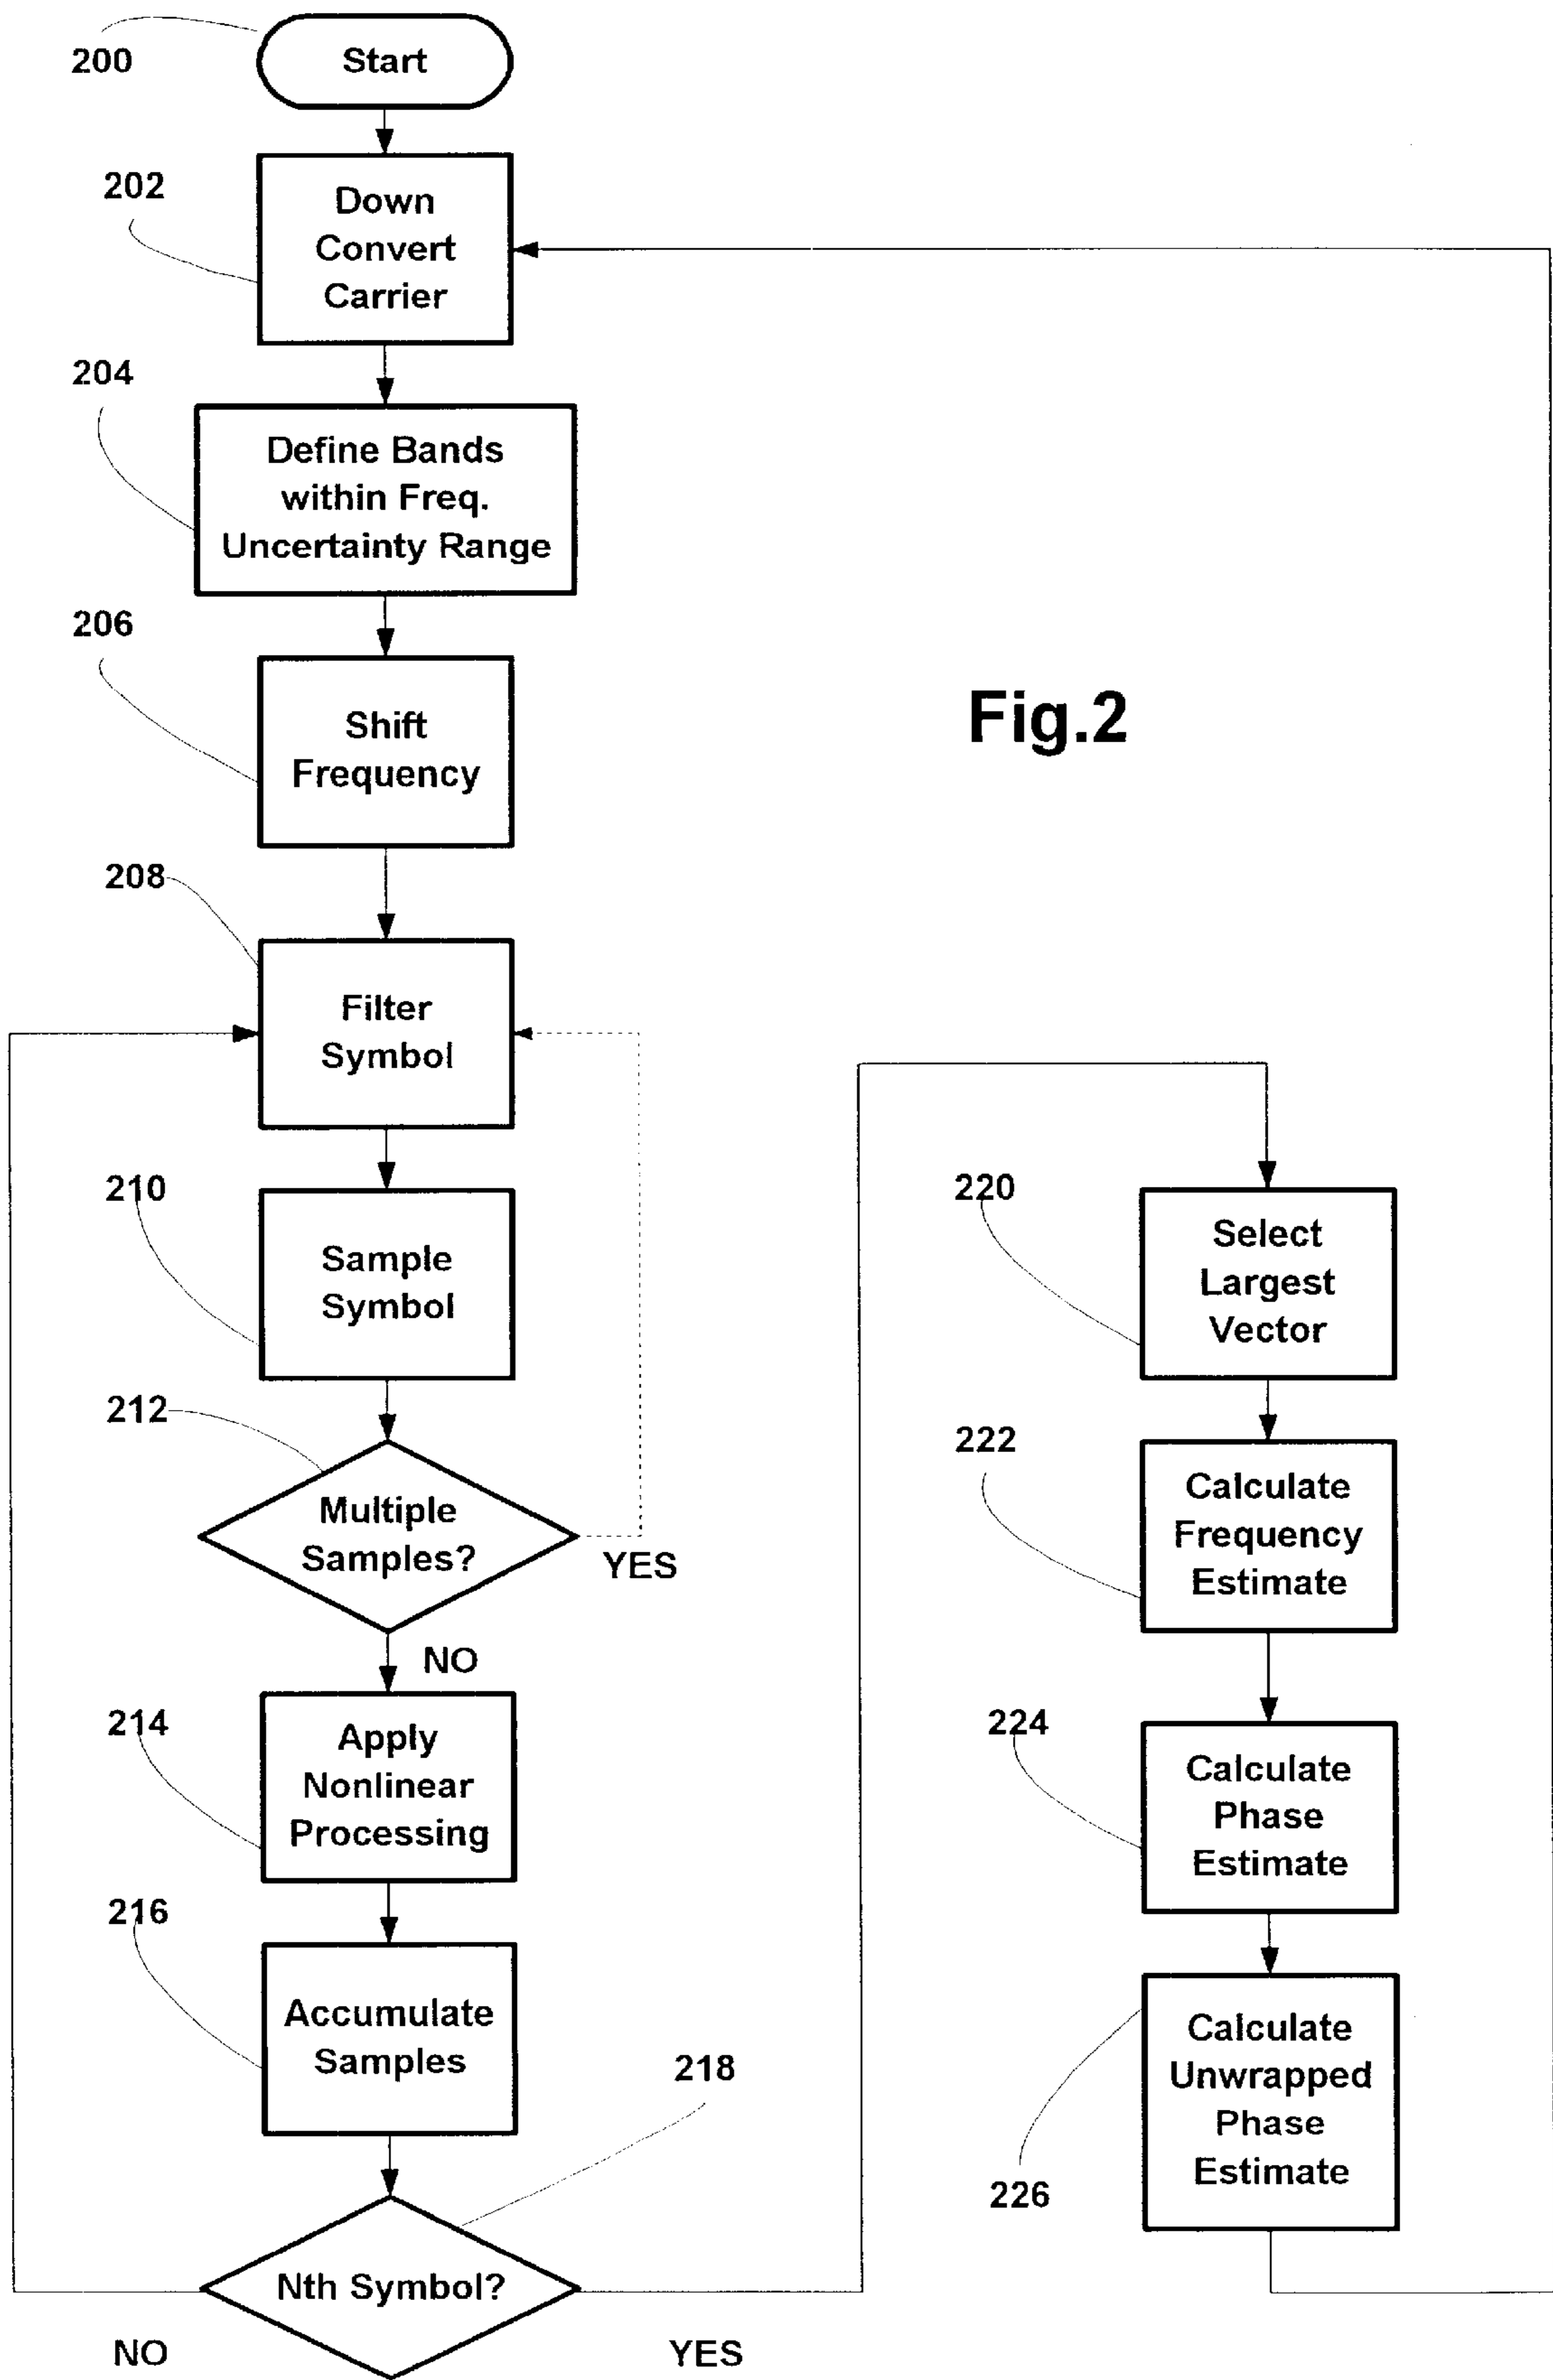 200
Start
202
Down
Convert
Carrier
204
Define Bands
within Freq.
Uncertainty Range
206
Shift
Frequency
Fig.2
208
Filter
Symbol
210
Sample
Symbol
212
Multiple
Samples?
YES
NO
214
Apply
Nonlinear
Processing
216
Accumulate
Samples
218
Nth Symbol?
NO
YES
220
Select
Largest
Vector
222
Calculate
Frequency
Estimate
224
Calculate
Phase
Estimate
226
Calculate
Unwrapped
Phase
Estimate